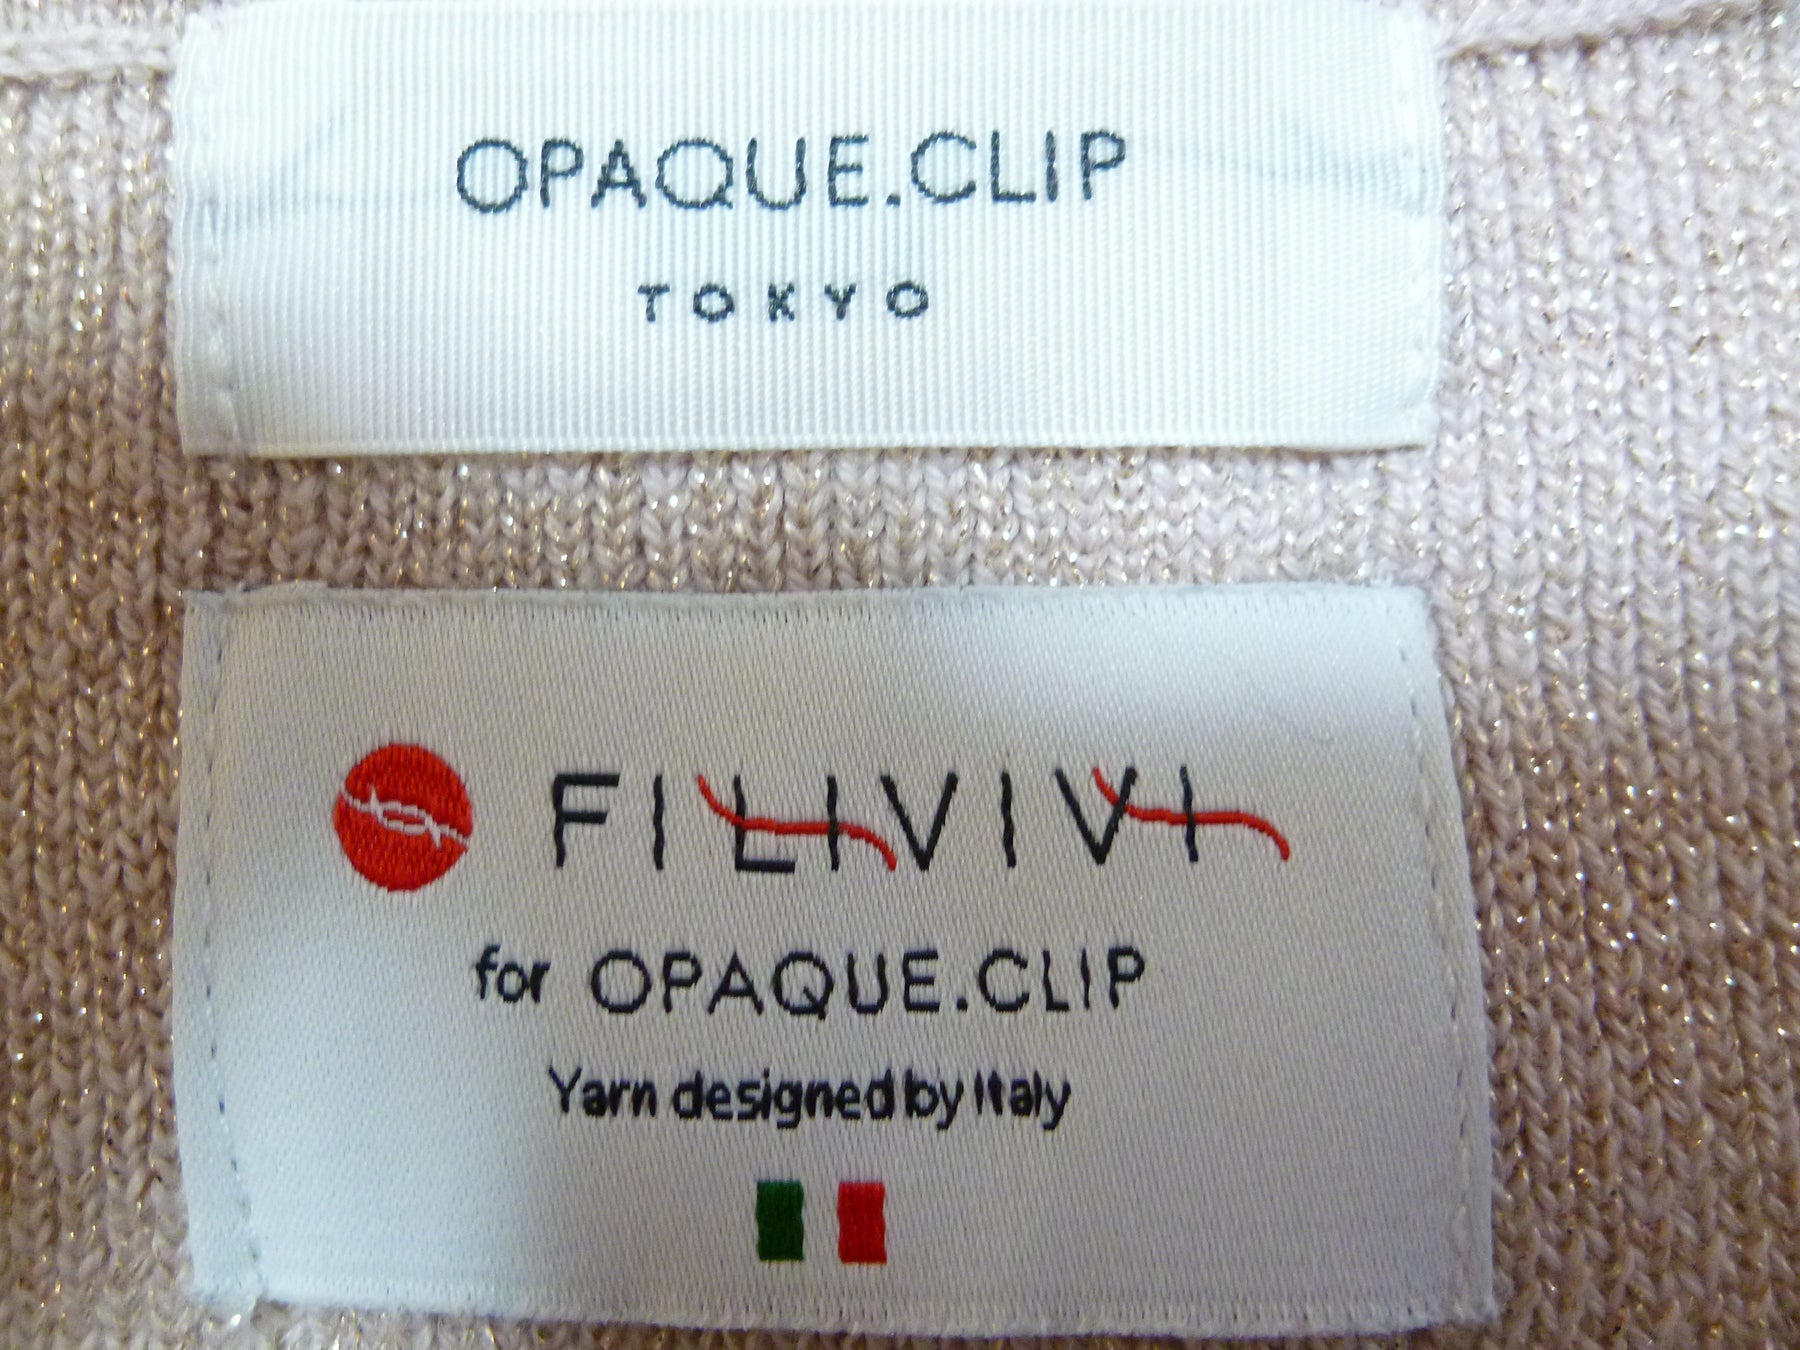 OPAQUE.CLIP
TOKYO
FILIVIVI
for OPAQUE.CLIP
Yarn designed by Italy